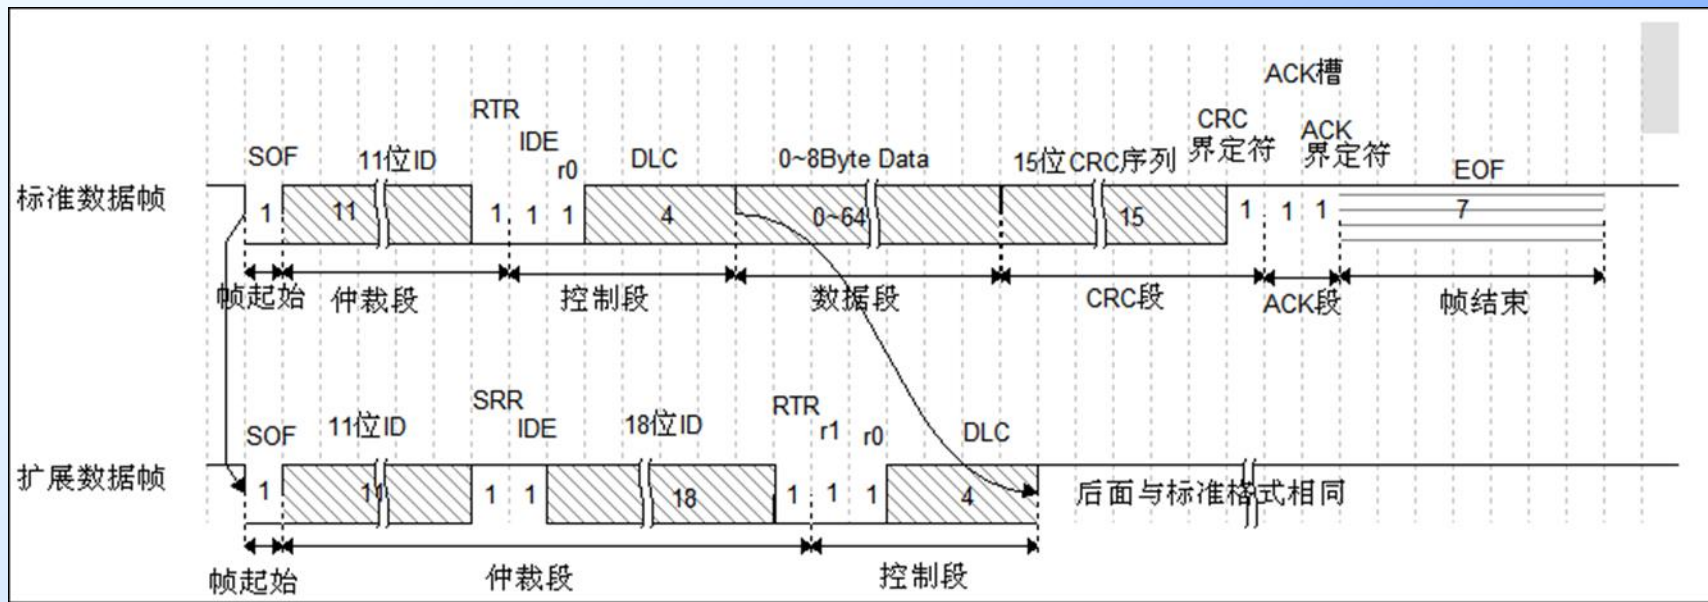 ACK槽
RTR
CRC
ACK
IDE
界定符
界定符
SOF
11位ID
r0
DLC
0~8Byte Data
15位CRC序列
EOF
标准数据帧
1
11
1
1
1
4
0~64
15
1
1
1
7
帧起始
仲裁段
控制段
数据段
CRC段
ACK段
帧结束
SRR
RTR
SOF
11位ID
IDE
18位ID
r1
r0
DLC
扩展数据帧
1
11
1
1
18
1
1
1
4
后面与标准格式相同
帧起始
仲裁段
控制段